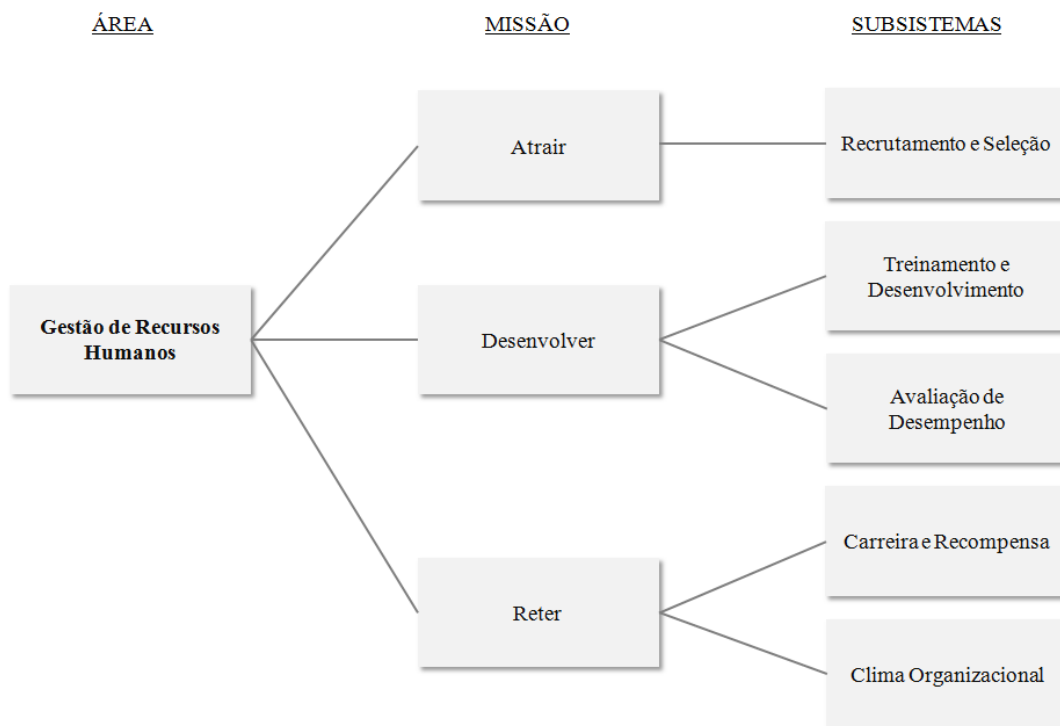 ÁREA
MISSÃO
SUBSISTEMAS
Gestão de Recursos
Humanos
Atrair
Desenvolver
Reter
Recrutamento e Seleção
Treinamento e
Desenvolvimento
Avaliação de
Desempenho
Carreira e Recompensa
Clima Organizacional